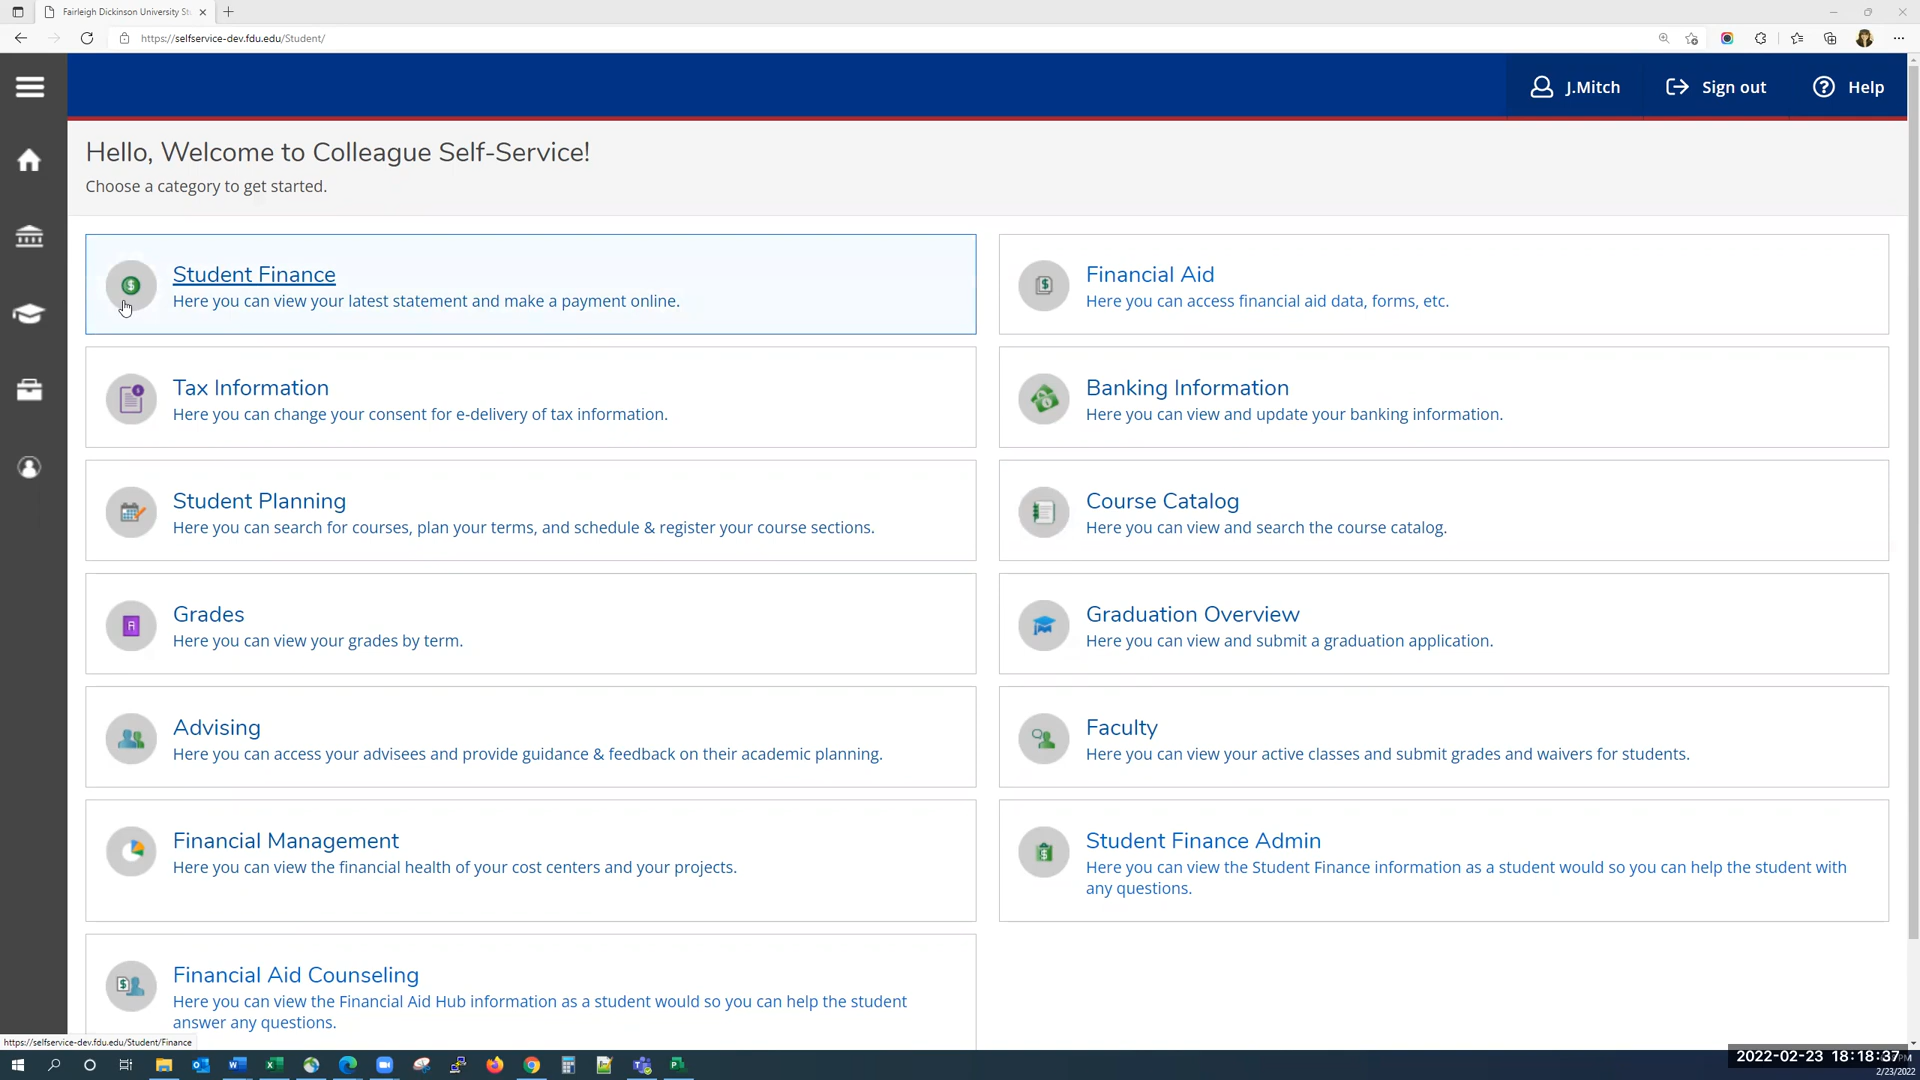 Fairleigh Dickinson University St
https://selfservice-dev.fdu.edu/Student/
J.Mitch
Sign out
Help
Hello, Welcome to Colleague Self-Service!
Choose a category to get started.
Student Finance
Here you can view your latest statement and make a payment online.
Financial Aid
Here you can access financial aid data, forms, etc.
Tax Information
Here you can change your consent for e-delivery of tax information.
Banking Information
Here you can view and update your banking information.
Student Planning
Here you can search for courses, plan your terms, and schedule & register your course sections.
Course Catalog
Here you can view and search the course catalog.
Grades
Here you can view your grades by term.
Graduation Overview
Here you can view and submit a graduation application.
Advising
Here you can access your advisees and provide guidance & feedback on their academic planning.
Faculty
Here you can view your active classes and submit grades and waivers for students.
Financial Management
Here you can view the financial health of your cost centers and your projects.
Student Finance Admin
Here you can view the Student Finance information as a student would so you can help the student with
any questions.
Financial Aid Counseling
Here you can view the Financial Aid Hub information as a student would so you can help the student
answer any questions.
https://selfservice-dev.fdu.edu/Student/Finance
2022-02-23 18:18:37
2/23/2022